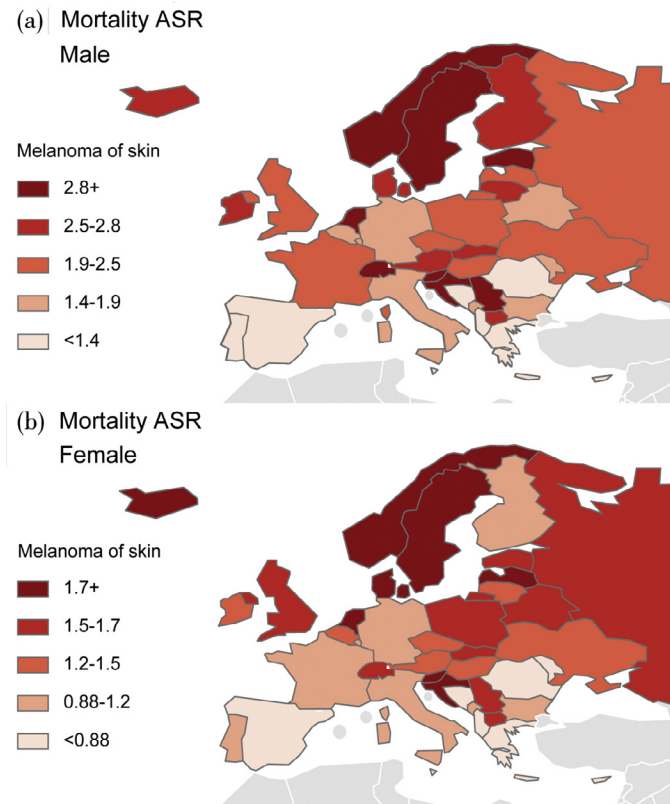 (a) Mortality ASR
Male
Melanoma of skin
2.8+
2.5-2.8
1.9-2.5
1.4-1.9
<1.4
(b) Mortality ASR
Female
Melanoma of skin
1.7+
1.5-1.7
1.2-1.5
0.88-1.2
<0.88